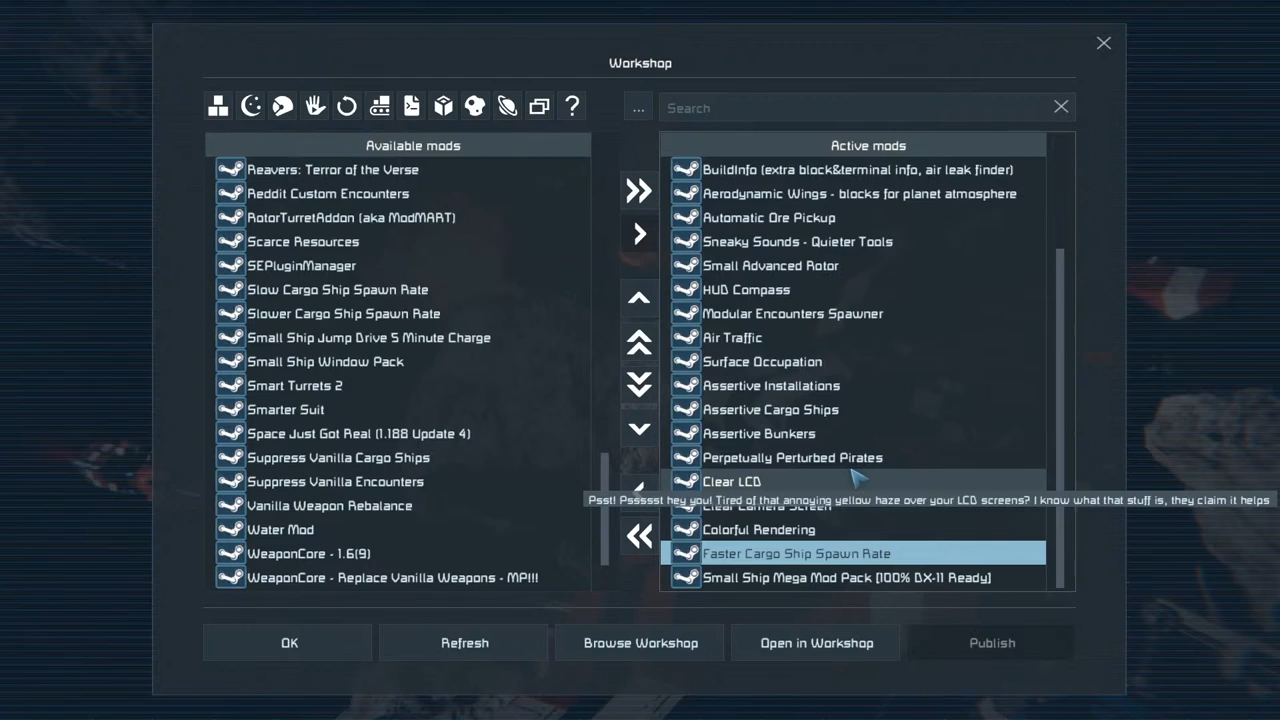 Workshop
?
...
Search
Available mods
Reavers: Terror of the Verse
Reddit Custom Encounters
RotorTurretAddon (aka ModMART)
Scarce Resources
SEPluginManager
Slow Cargo Ship Spawn Rate
Slower Cargo Ship Spawn Rate
Small Ship Jump Drive 5 Minute Charge
Small Ship Window Pack
Smart Turrets 2
Smarter Suit
Space Just Got Real (1.188 Update 4)
Suppress Vanilla Cargo Ships
Suppress Vanilla Encounters
Vanilla Weapon Rebalance
Water Mod
WeaponCore - 1.6(9)
WeaponCore - Replace Vanilla Weapons - MP!!!
Active mods
BuildInfo (extra block&terminal info, air leak finder)
Aerodynamic Wings - blocks for planet atmosphere
Automatic Ore Pickup
Sneaky Sounds - Quieter Tools
Small Advanced Rotor
HUD Compass
Modular Encounters Spawner
Air Traffic
Surface Occupation
Assertive Installations
Assertive Cargo Ships
Assertive Bunkers
Perpetually Perturbed Pirates
Clear LCD
Psst! Psssst hey you! Tired of that annoying yellow haze over your LCD screens? I know what that stuff is, they claim it helps
Clear Camera Screen
Colorful Rendering
Faster Cargo Ship Spawn Rate
Small Ship Mega Mod Pack [100% DX-11 Ready]
OK
Refresh
Browse Workshop
Open in Workshop
Publish